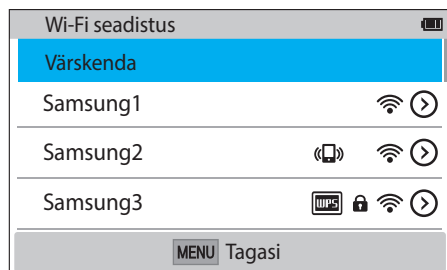 Wi-Fi seadistus
Värskenda
Samsung1
Samsung2
Samsung3 WPS
MENU Tagasi